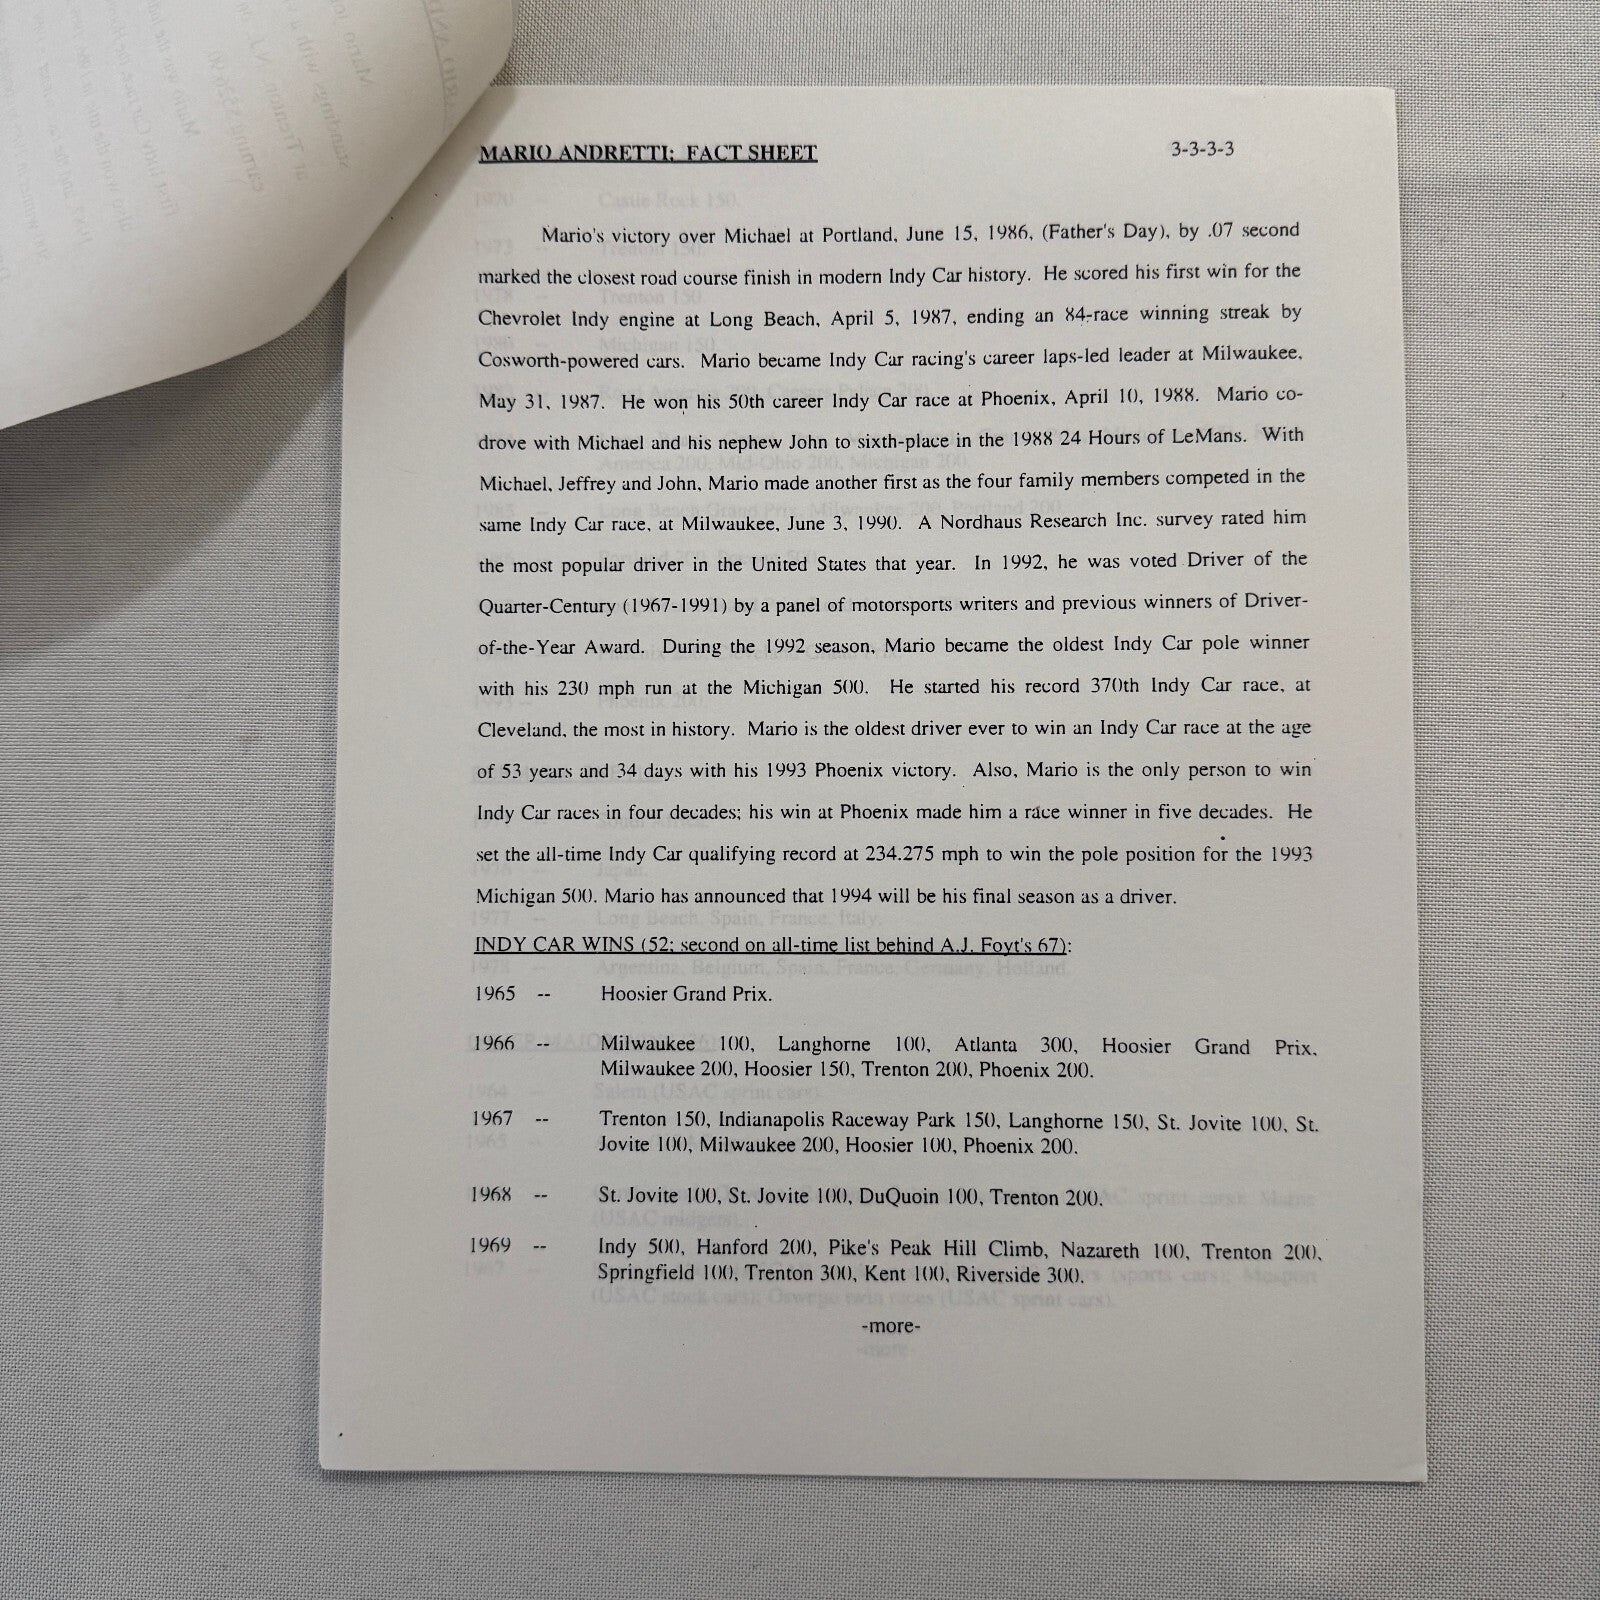 MARIO ANDRETTI: FACT SHEET
3-3-3-3
Mario's victory over Michael at Portland, June 15, 1986, (Father's Day), by .07 second
marked the closest road course finish in modern Indy Car history. He scored his first win for the
Chevrolet Indy engine at Long Beach, April 5, 1987, ending an 84-race winning streak by
Cosworth-powered cars. Mario became Indy Car racing's career laps-led leader at Milwaukee,
May 31, 1987. He won his 50th career Indy Car race at Phoenix, April 10, 1988. Mario co-
drove with Michael and his nephew John to sixth-place in the 1988 24 Hours of LeMans. With
Michael, Jeffrey and John, Mario made another first as the four family members competed in the
same Indy Car race, at Milwaukee, June 3, 1990. A Nordhaus Research Inc. survey rated him
the most popular driver in the United States that year. In 1992, he was voted Driver of the
Quarter-Century (1967-1991) by a panel of motorsports writers and previous winners of Driver-
of-the-Year Award. During the 1992 season, Mario became the oldest Indy Car pole winner
with his 230 mph run at the Michigan 500. He started his record 370th Indy Car race, at
Cleveland, the most in history. Mario is the oldest driver ever to win an Indy Car race at the age
of 53 years and 34 days with his 1993 Phoenix victory. Also, Mario is the only person to win
Indy Car races in four decades; his win at Phoenix made him a race winner in five decades. He
set the all-time Indy Car qualifying record at 234.275 mph to win the pole position for the 1993
Michigan 500. Mario has announced that 1994 will be his final season as a driver.
INDY CAR WINS (52; second on all-time list behind A.J. Foyt's 67):
1965 -- Hoosier Grand Prix.
1966 -- Milwaukee 100, Langhorne 100, Atlanta 300, Hoosier Grand Prix,
Milwaukee 200, Hoosier 150, Trenton 200, Phoenix 200.
1967 -- Trenton 150, Indianapolis Raceway Park 150, Langhorne 150, St. Jovite 100, St.
Jovite 100, Milwaukee 200, Hoosier 100, Phoenix 200.
1968 -- St. Jovite 100, St. Jovite 100, DuQuoin 100, Trenton 200.
1969 -- Indy 500, Hanford 200, Pike's Peak Hill Climb, Nazareth 100, Trenton 200,
Springfield 100, Trenton 300, Kent 100, Riverside 300.
-more-